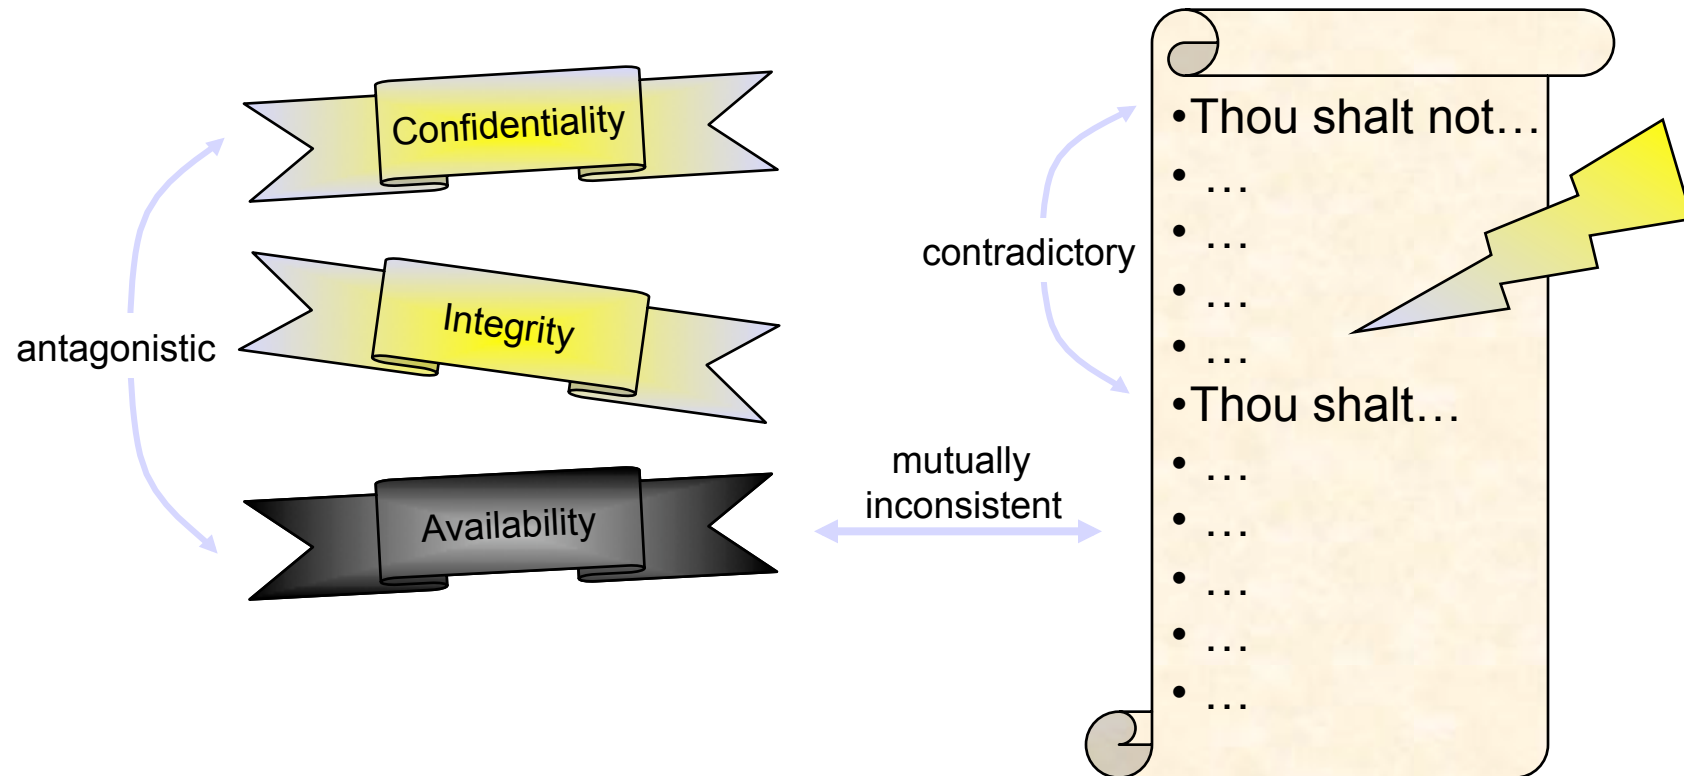 Confidentiality
Integrity
Availability
antagonistic
mutually
inconsistent
contradictory
•Thou shalt not…
• …
• …
• …
• …
•Thou shalt…
• …
• …
• …
• …
• …